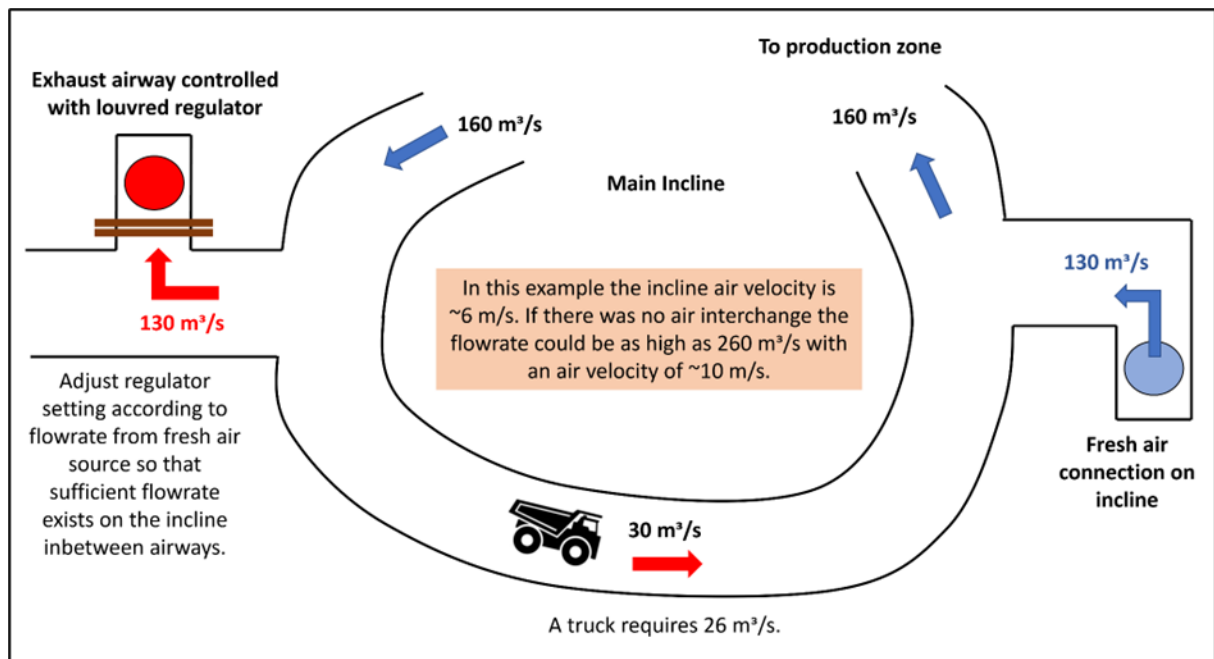 To production zone
Exhaust airway controlled
with louvred regulator
160 m³/s
160 m³/s
Main Incline
130 m³/s
130 m³/s
In this example the incline air velocity is
~6 m/s. If there was no air interchange the
flowrate could be as high as 260 m³/s with
an air velocity of ~10 m/s.
Adjust regulator
setting according to
flowrate from fresh air
source so that
sufficient flowrate
exists on the incline
inbetween airways.
Fresh air
connection on
incline
30 m³/s
A truck requires 26 m³/s.